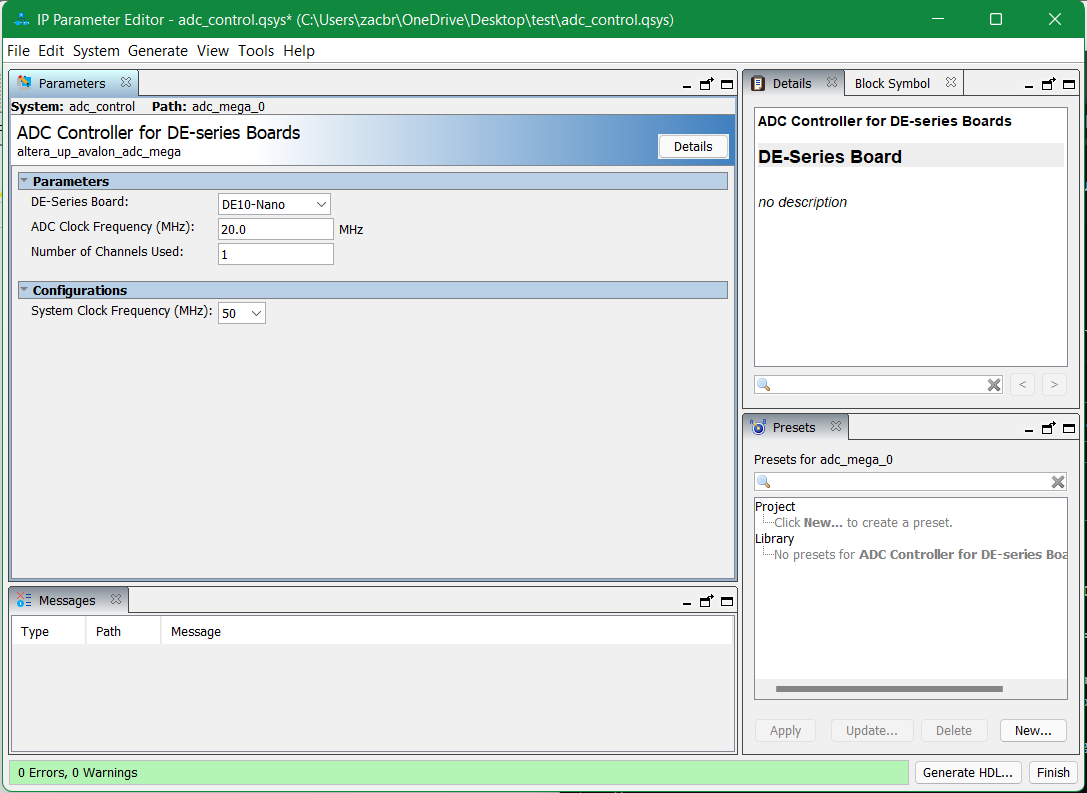 IP Parameter Editor - adc_control.qsys* (C:\Users\zacbr\OneDrive\Desktop\test\adc_control.qsys)
File Edit System Generate View Tools Help
Parameters
System: adc_control Path: adc_mega_0
ADC Controller for DE-series Boards
altera_up_avalon_adc_mega
Details
Parameters
DE-Series Board: DE10-Nano
ADC Clock Frequency (MHz): 20.0 MHz
Number of Channels Used: 1
Configurations
System Clock Frequency (MHz): 50
Messages
Type Path Message
Details Block Symbol
ADC Controller for DE-series Boards
DE-Series Board
no description
< >
Presets
Presets for adc_mega_0
Project
Click New... to create a preset.
Library
No presets for ADC Controller for DE-series Boa
Apply Update... Delete New...
0 Errors, 0 Warnings
Generate HDL... Finish